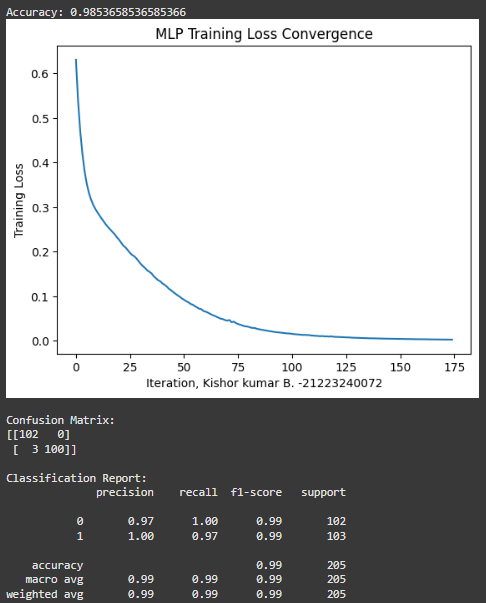 Accuracy: 0.9853658536585366
MLP Training Loss Convergence
0.6
0.5
0.4
0.3
0.2
0.1
0.0
Training Loss
0 25 50 75 100 125 150 175
Iteration, Kishor kumar B. -21223240072
Confusion Matrix:
[[102   0]
 [  3 100]]
Classification Report:
              precision    recall  f1-score   support
           0       0.97      1.00      0.99       102
           1       1.00      0.97      0.99       103
    accuracy                           0.99       205
   macro avg       0.99      0.99      0.99       205
weighted avg       0.99      0.99      0.99       205